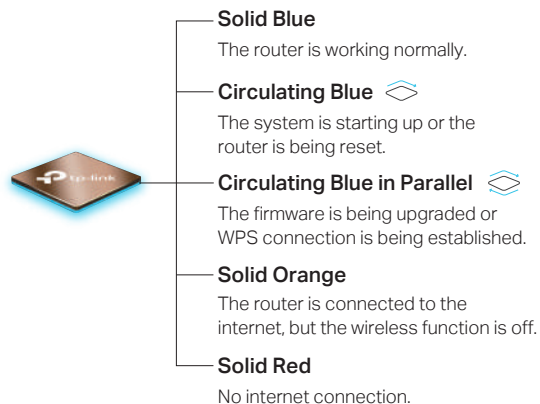 Solid Blue
The router is working normally.
Circulating Blue
The system is starting up or the
router is being reset.
tp-link
Circulating Blue in Parallel
The firmware is being upgraded or
WPS connection is being established.
Solid Orange
The router is connected to the
internet, but the wireless function is off.
Solid Red
No internet connection.